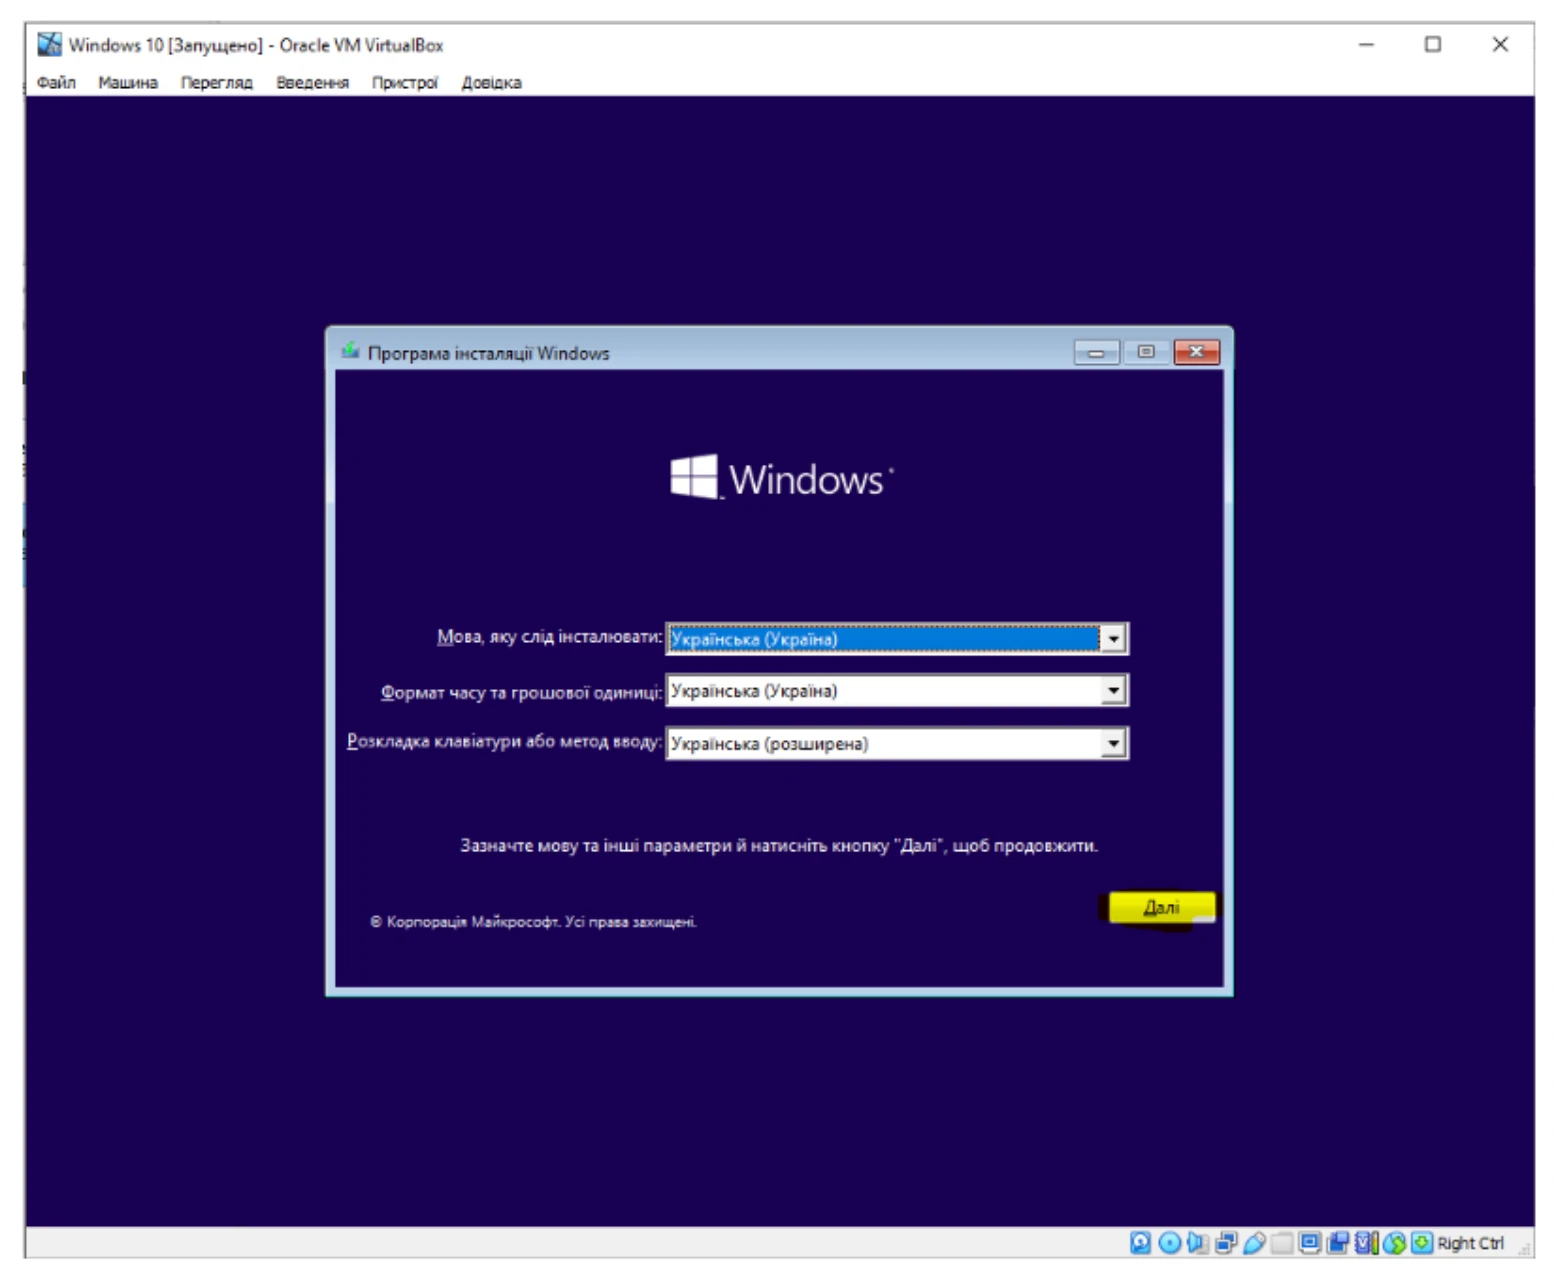 Windows 10 [Запущено] - Oracle VM VirtualBox
Файл Машина Перегляд Введення Пристрої Довідка
Програма інсталяції Windows
Windows
Мова, яку слід інсталювати: Українська (Україна)
Формат часу та грошової одиниці: Українська (Україна)
Розкладка клавіатури або метод вводу: Українська (розширена)
Зазначте мову та інші параметри й натисніть кнопку "Далі", щоб продовжити.
Далі
© Корпорація Майкрософт. Усі права захищені.
Right Ctrl